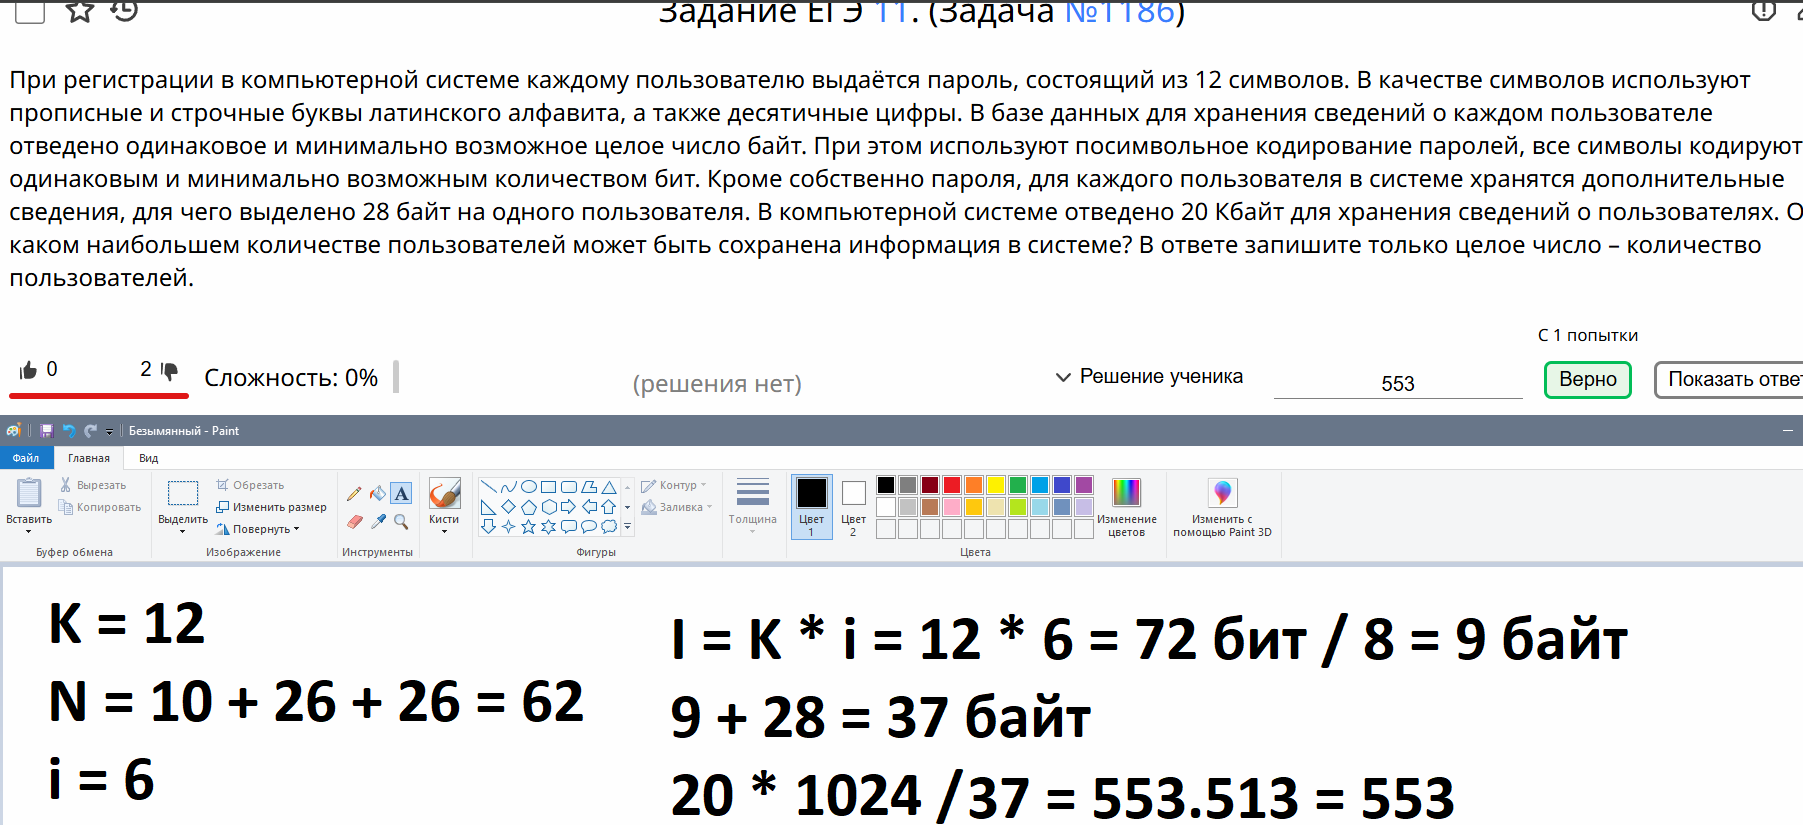 Задание ЕГЭ 11. (Задача №1186)
При регистрации в компьютерной системе каждому пользователю выдаётся пароль, состоящий из 12 символов. В качестве символов используют
прописные и строчные буквы латинского алфавита, а также десятичные цифры. В базе данных для хранения сведений о каждом пользователе
отведено одинаковое и минимально возможное целое число байт. При этом используют посимвольное кодирование паролей, все символы кодируют
одинаковым и минимально возможным количеством бит. Кроме собственно пароля, для каждого пользователя в системе хранятся дополнительные
сведения, для чего выделено 28 байт на одного пользователя. В компьютерной системе отведено 20 Кбайт для хранения сведений о пользователях. О
каком наибольшем количестве пользователей может быть сохранена информация в системе? В ответе запишите только целое число – количество
пользователей.
С 1 попытки
0 2 Сложность: 0% (решения нет) Решение ученика 553 Верно Показать ответ
Безымянный - Paint
Файл Главная Вид
Вставить
Вырезать
Копировать
Буфер обмена
Выделить
Обрезать
Изменить размер
Повернуть
Изображение
A
Инструменты
Кисти
Контур
Заливка
Фигуры
Толщина
Цвет 1
Цвет 2
Изменение цветов
Цвета
Изменить с помощью Paint 3D
K = 12
N = 10 + 26 + 26 = 62
i = 6
I = K * i = 12 * 6 = 72 бит / 8 = 9 байт
9 + 28 = 37 байт
20 * 1024 / 37 = 553.513 = 553